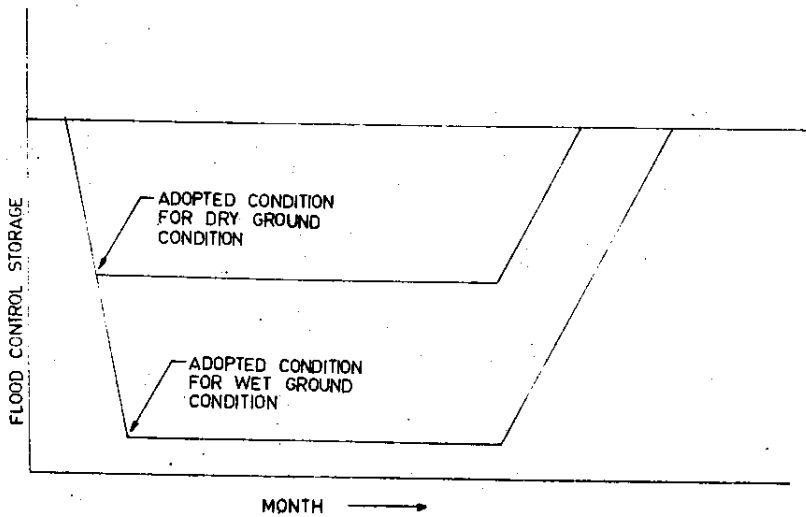 ADOPTED CONDITION
FOR DRY GROUND
CONDITION
ADOPTED CONDITION
FOR WET GROUND
CONDITION
FLOOD CONTROL STORAGE
MONTH